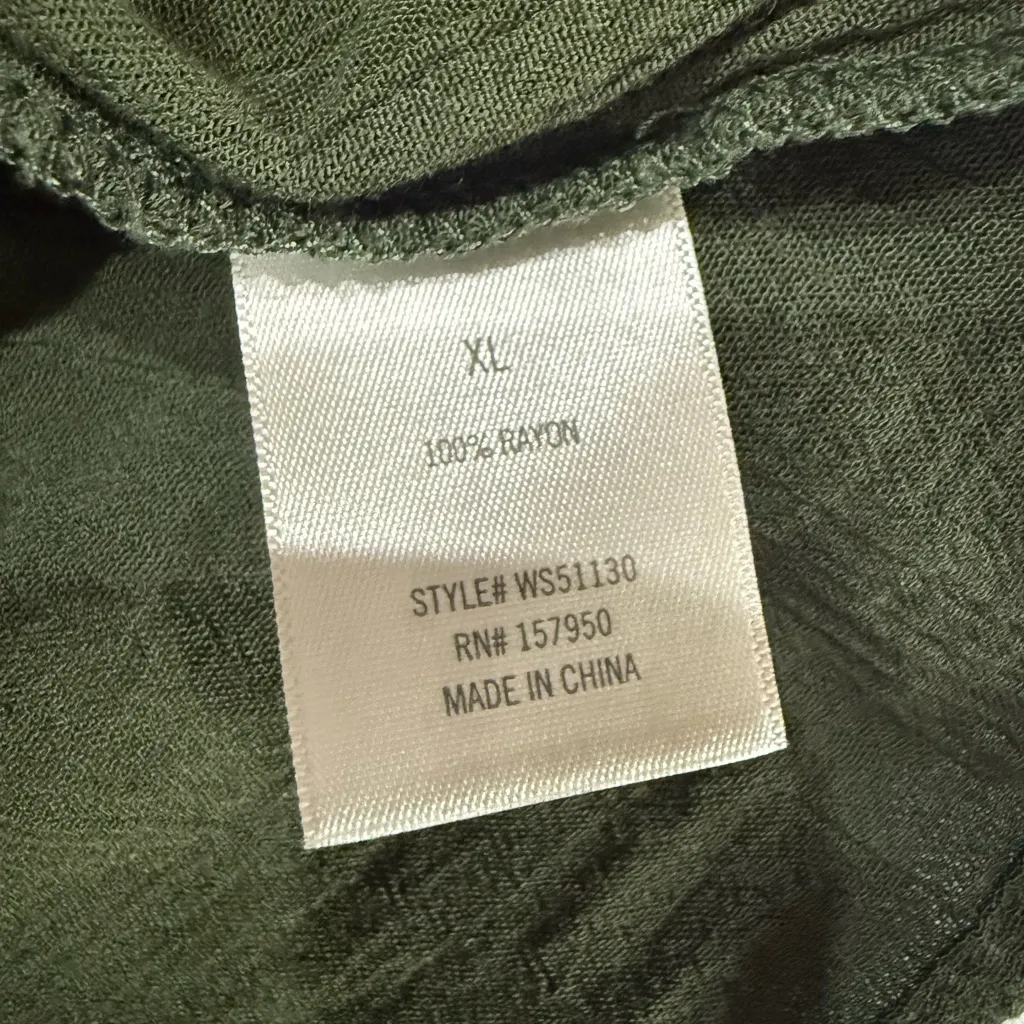 XL
100% RAYON
STYLE# WS51130
RN# 157950
MADE IN CHINA